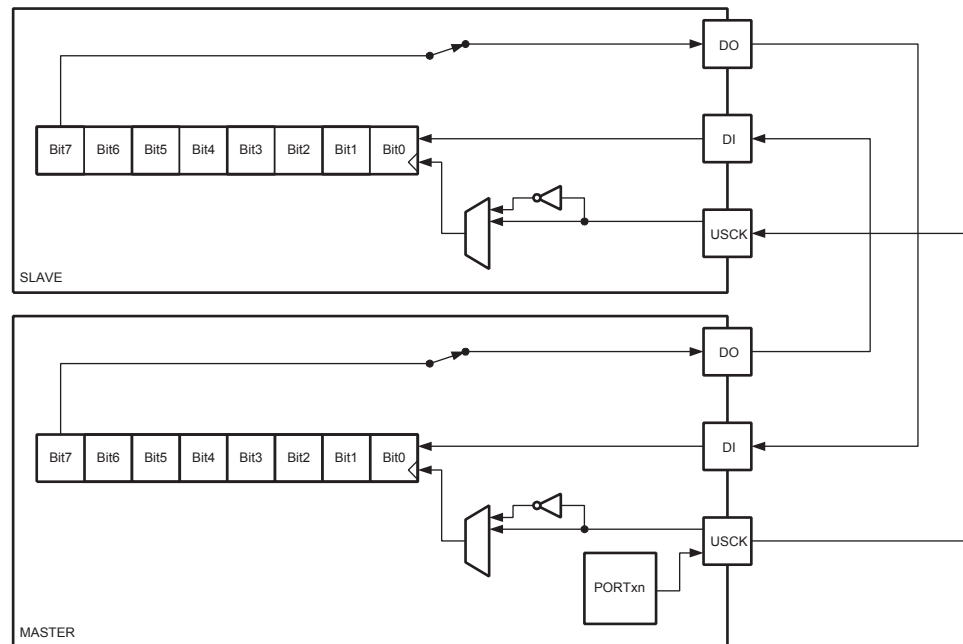 DO
Bit7 Bit6 Bit5 Bit4 Bit3 Bit2 Bit1 Bit0
DI
USCK
SLAVE
DO
Bit7 Bit6 Bit5 Bit4 Bit3 Bit2 Bit1 Bit0
DI
USCK
PORTxn
MASTER